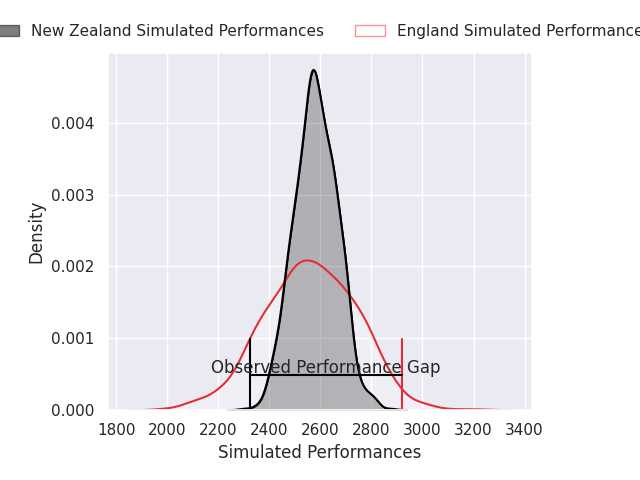 New Zealand Simulated Performances
England Simulated Performance
0.004
0.003
0.002
0.001
0.000
Density
Observed Performance Gap
1800 2000 2200 2400 2600 2800 3000 3200 3400
Simulated Performances